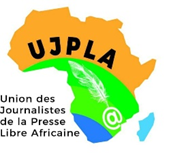 UJPLA
@
Union des
Journalistes
de la Presse
Libre Africaine